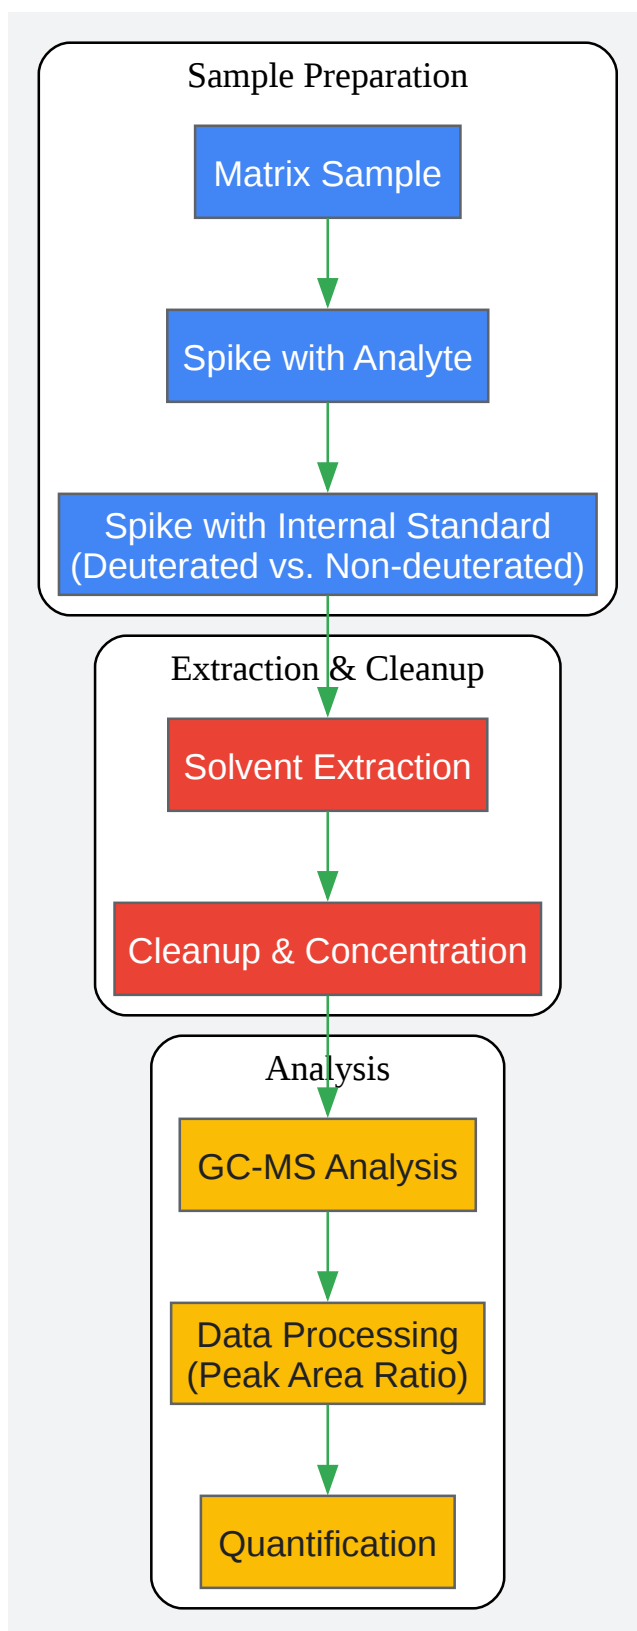 Sample Preparation
Matrix Sample
Spike with Analyte
Spike with Internal Standard
(Deuterated vs. Non-deuterated)
Extraction & Cleanup
Solvent Extraction
Cleanup & Concentration
Analysis
GC-MS Analysis
Data Processing
(Peak Area Ratio)
Quantification